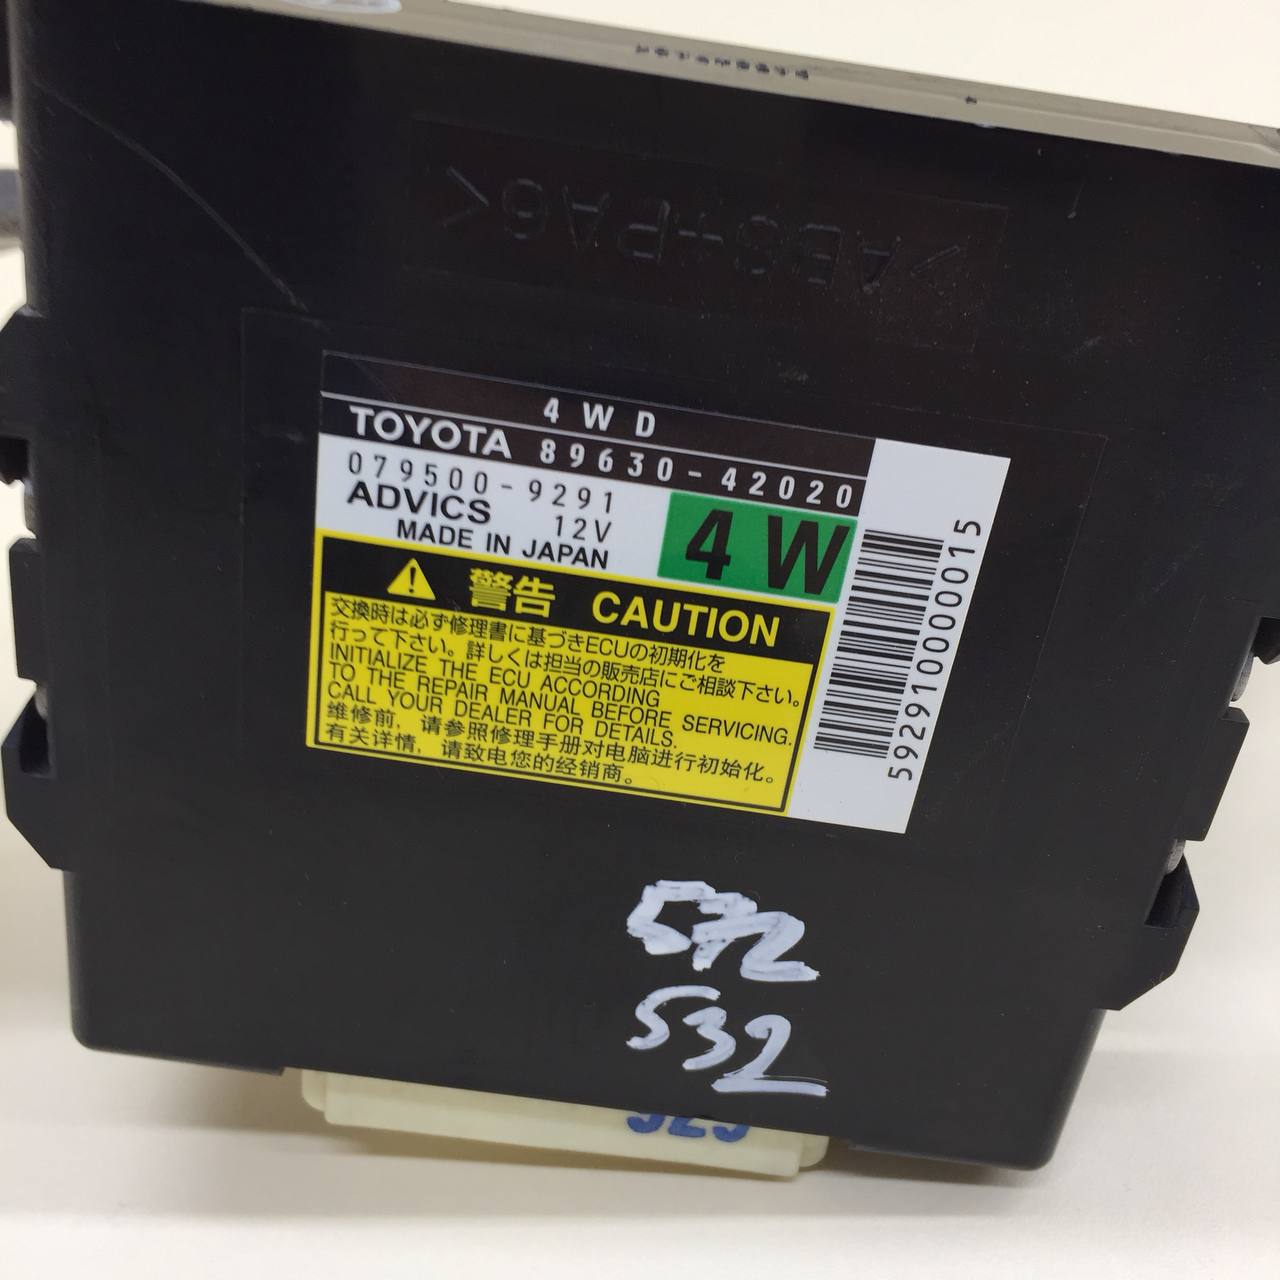 >ABS+PA6<
4WD
TOYOTA 89630-42020
079500-9291
ADVICS 12V
MADE IN JAPAN
4W
警告 CAUTION
交換時は必ず修理書に基づきECUの初期化を
行って下さい。詳しくは担当の販売店にご相談下さい。
INITIALIZE THE ECU ACCORDING
TO THE REPAIR MANUAL BEFORE SERVICING.
CALL YOUR DEALER FOR DETAILS.
维修前，请参照修理手册对电脑进行初始化。
有关详情，请致电您的经销商。
592910000015
572
532